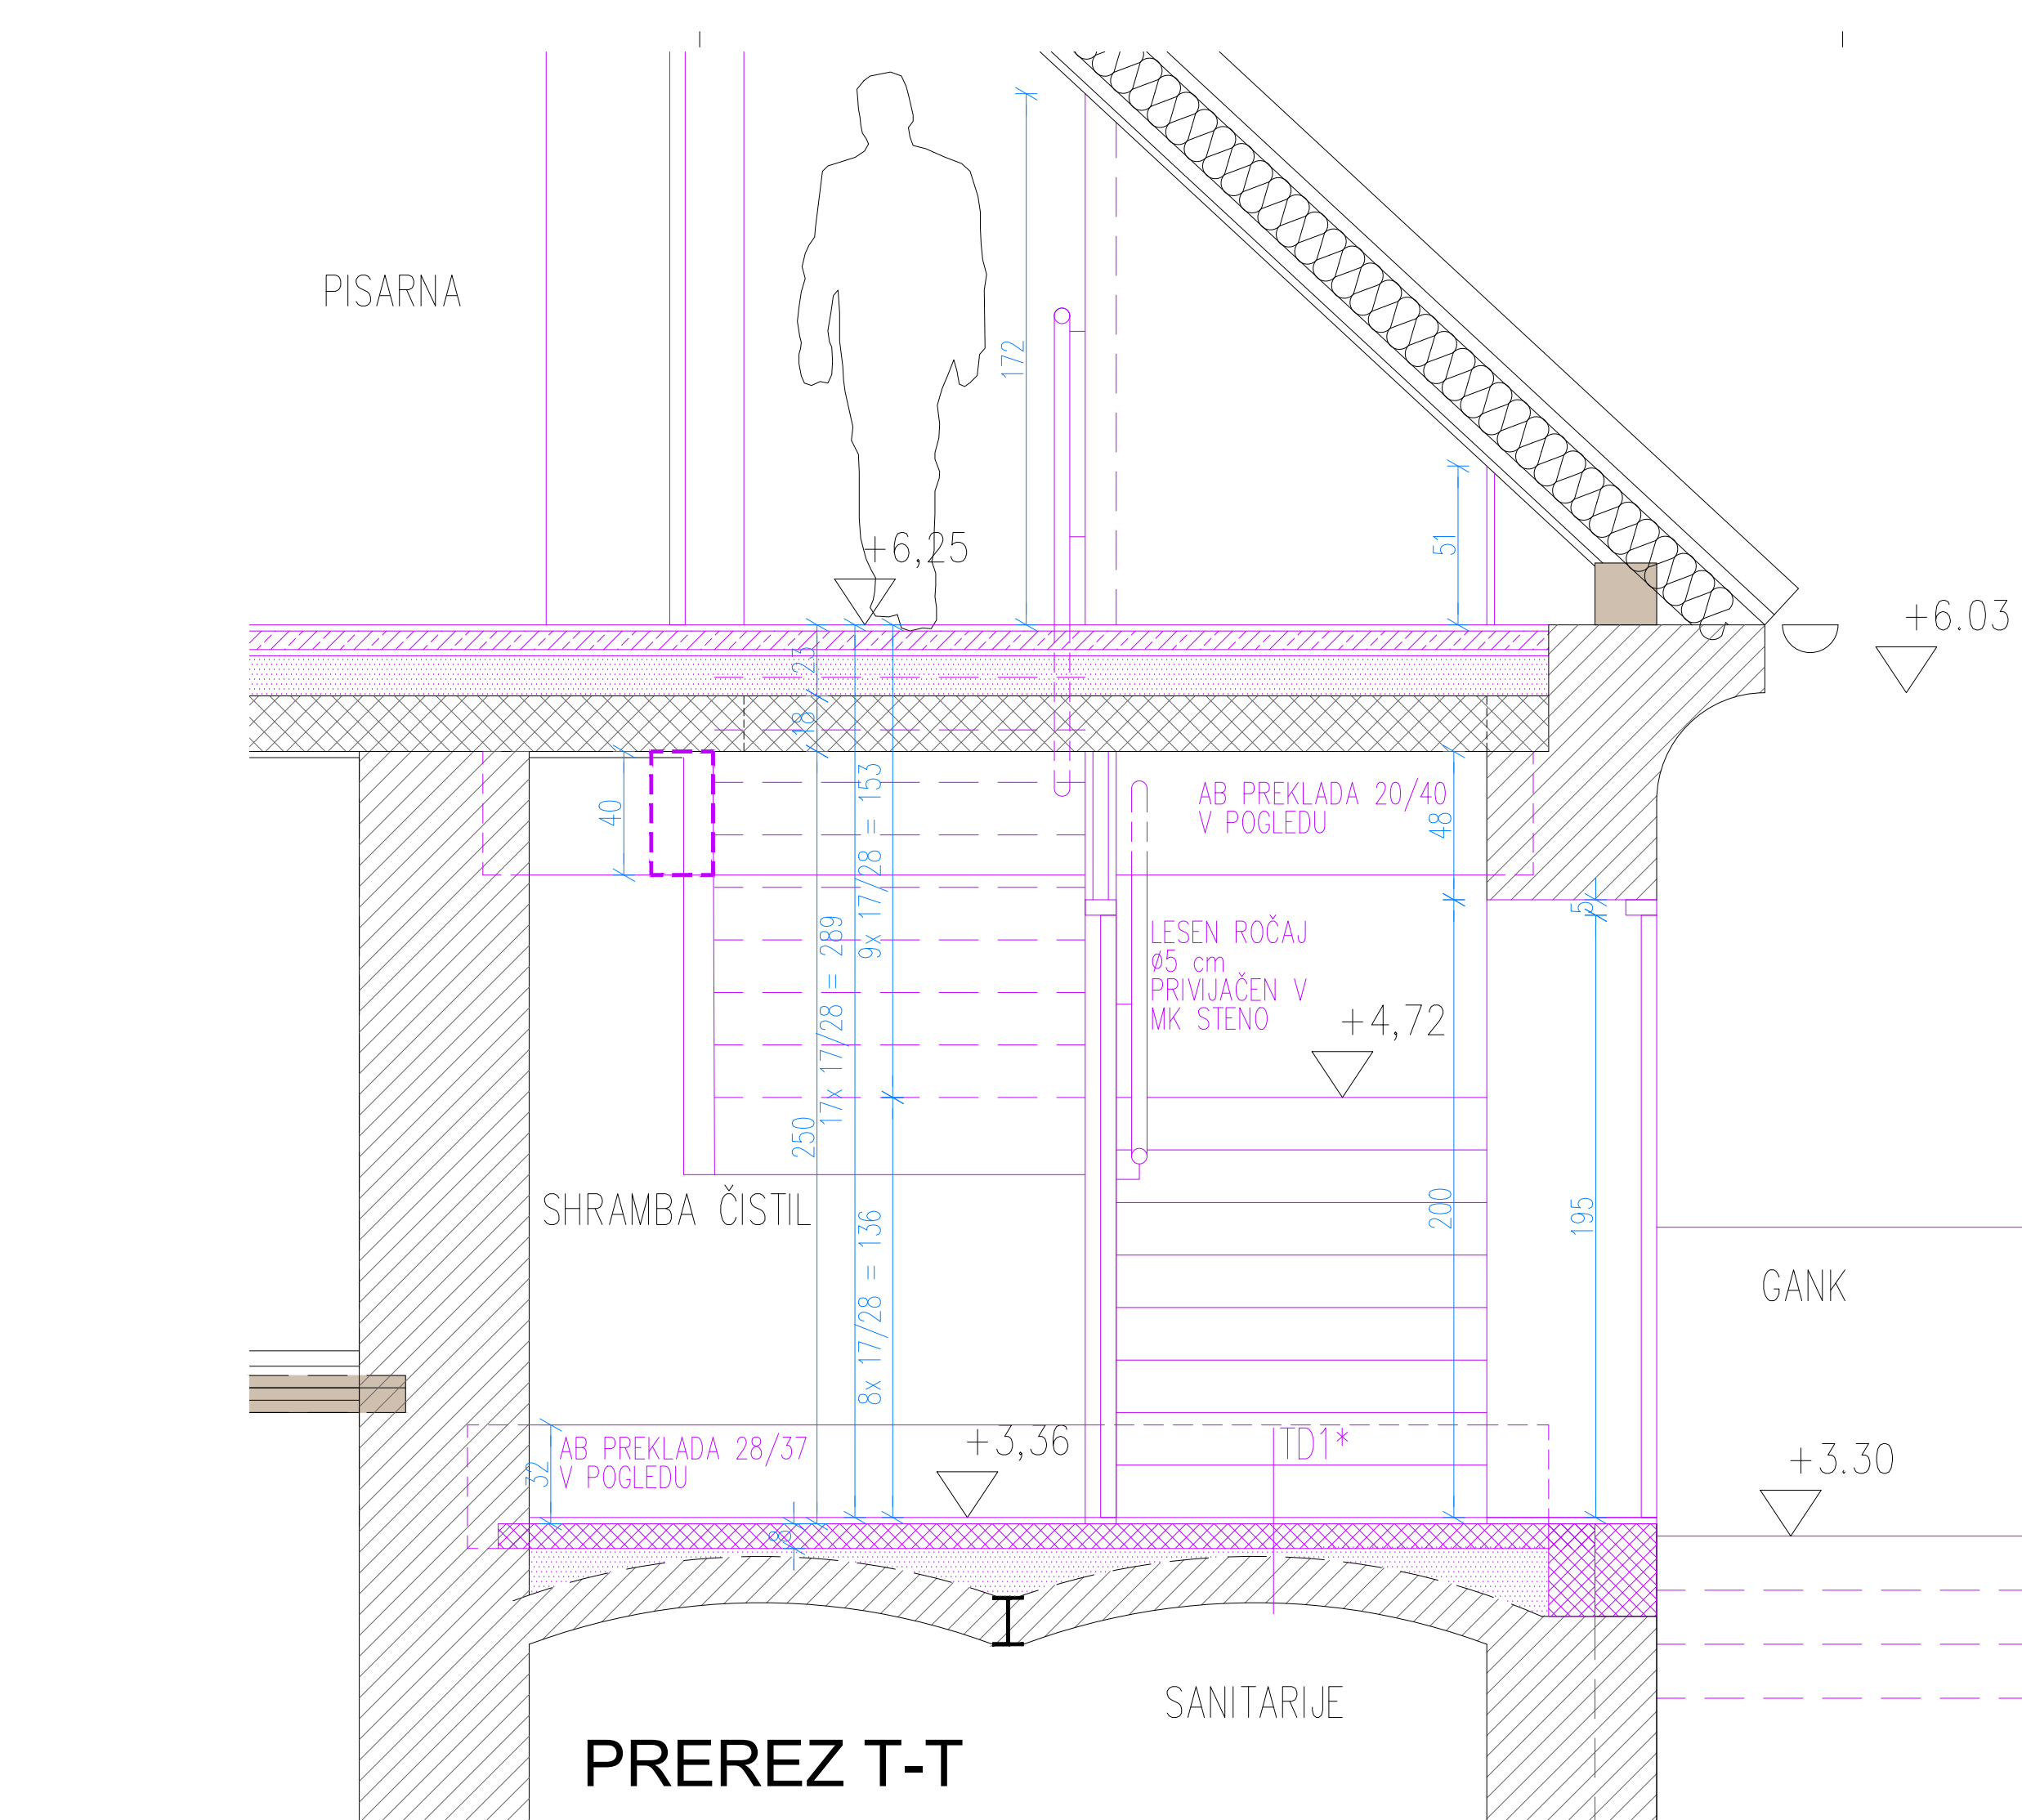 PISARNA
172
+6,25
51
+6.03
23
18
40
9x 17/28 = 153
17x 17/28 = 289
250
8x 17/28 = 136
AB PREKLADA 20/40
V POGLEDU
48
5
LESEN ROČAJ
ø5 cm
PRIVIJAČEN V
MK STENO
+4,72
SHRAMBA ČISTIL
200
195
GANK
AB PREKLADA 28/37
V POGLEDU
32
+3,36
TD1*
+3.30
8
SANITARIJE
PREREZ T-T